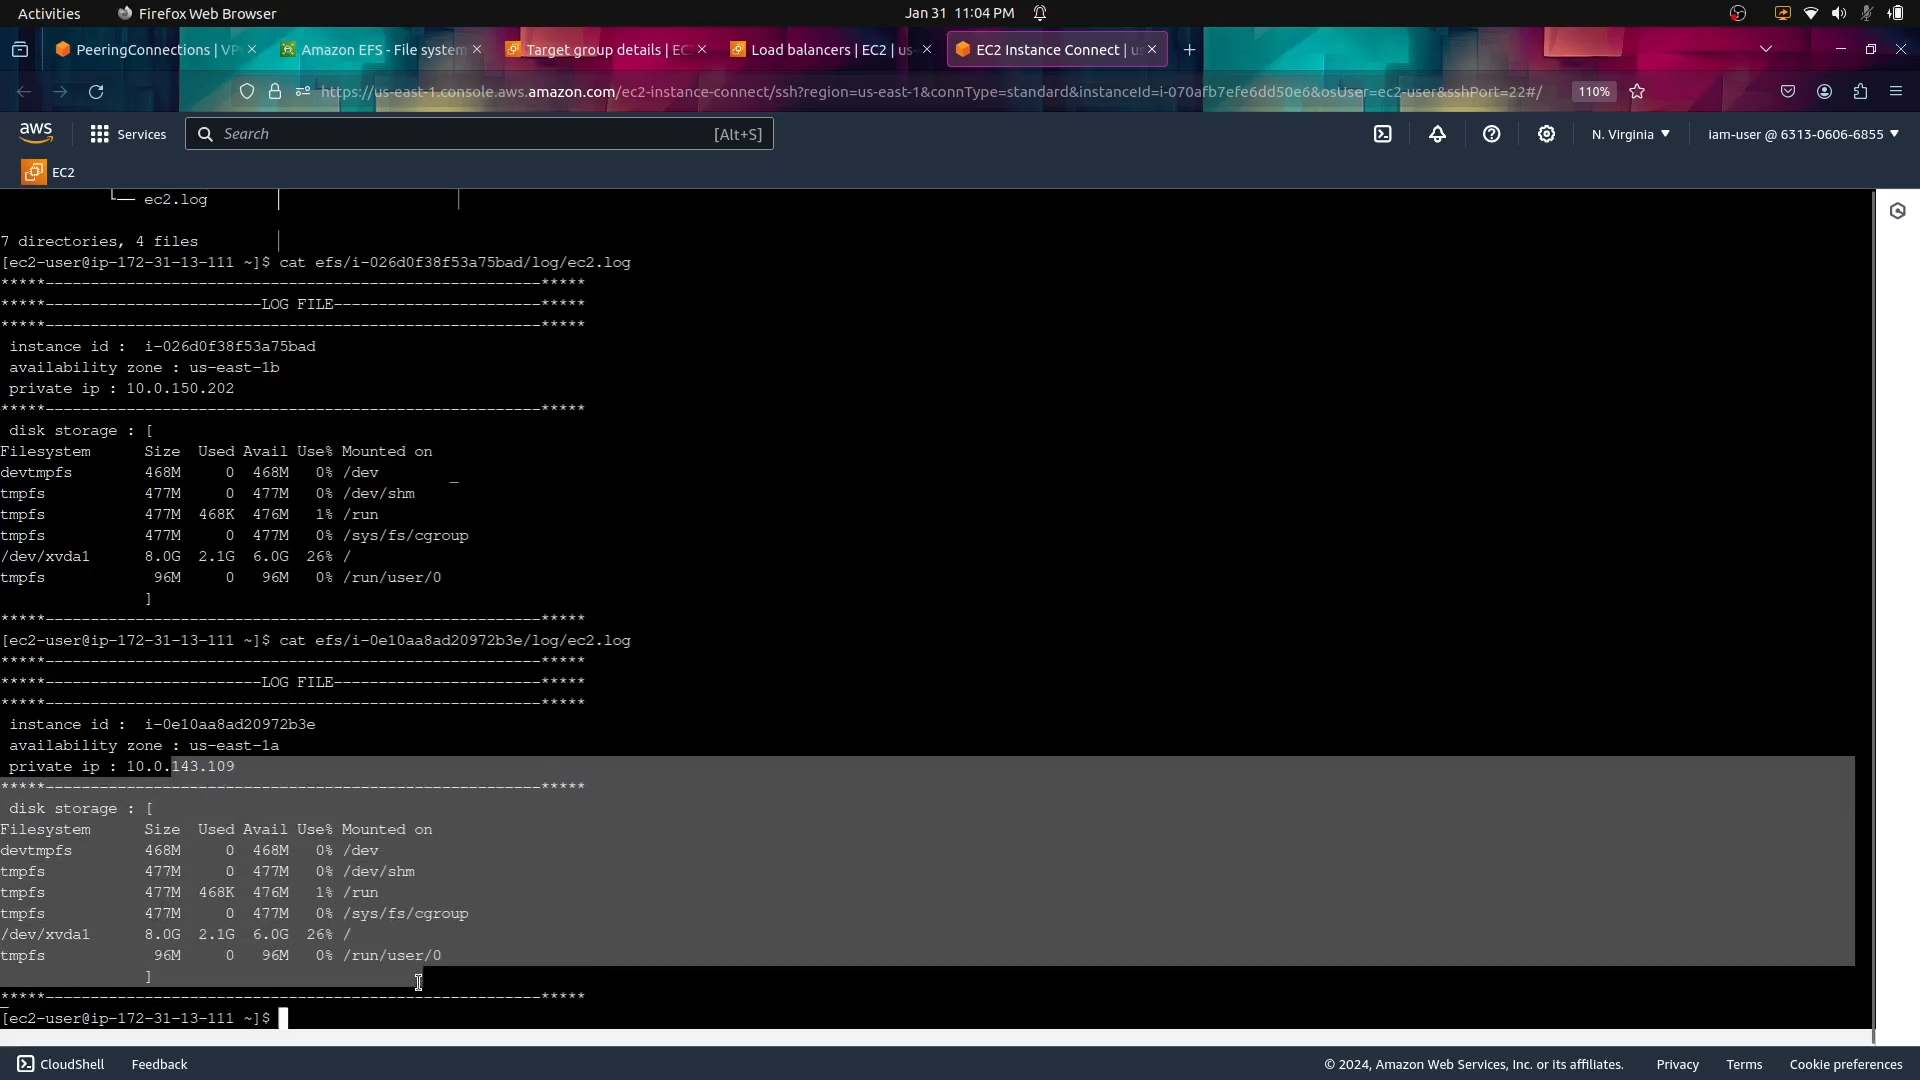 Activities
Firefox Web Browser
Jan 31 11:04 PM
PeeringConnections | VP
Amazon EFS - File system
Target group details | EC
Load balancers | EC2 | us-
EC2 Instance Connect | us
https://us-east-1.console.aws.amazon.com/ec2-instance-connect/ssh?region=us-east-1&connType=standard&instanceId=i-070afb7efe6dd50e6&osUser=ec2-user&sshPort=22#/
110%
aws
Services
Search
[Alt+S]
N. Virginia
iam-user @ 6313-0606-6855
EC2
└── ec2.log
7 directories, 4 files
[ec2-user@ip-172-31-13-111 ~]$ cat efs/i-026d0f38f53a75bad/log/ec2.log
*****-------------------------------------------------------*****
*****------------------------LOG FILE-----------------------*****
*****-------------------------------------------------------*****
instance id :  i-026d0f38f53a75bad
availability zone : us-east-1b
private ip : 10.0.150.202
*****-------------------------------------------------------*****
disk storage : [
Filesystem      Size  Used Avail Use% Mounted on
devtmpfs        468M     0  468M   0% /dev
tmpfs           477M     0  477M   0% /dev/shm
tmpfs           477M  468K  476M   1% /run
tmpfs           477M     0  477M   0% /sys/fs/cgroup
/dev/xvda1      8.0G  2.1G  6.0G  26% /
tmpfs            96M     0   96M   0% /run/user/0
]
*****-------------------------------------------------------*****
[ec2-user@ip-172-31-13-111 ~]$ cat efs/i-0e10aa8ad20972b3e/log/ec2.log
*****-------------------------------------------------------*****
*****------------------------LOG FILE-----------------------*****
*****-------------------------------------------------------*****
instance id :  i-0e10aa8ad20972b3e
availability zone : us-east-1a
private ip : 10.0.143.109
*****-------------------------------------------------------*****
disk storage : [
Filesystem      Size  Used Avail Use% Mounted on
devtmpfs        468M     0  468M   0% /dev
tmpfs           477M     0  477M   0% /dev/shm
tmpfs           477M  468K  476M   1% /run
tmpfs           477M     0  477M   0% /sys/fs/cgroup
/dev/xvda1      8.0G  2.1G  6.0G  26% /
tmpfs            96M     0   96M   0% /run/user/0
]
*****-------------------------------------------------------*****
[ec2-user@ip-172-31-13-111 ~]$
CloudShell
Feedback
© 2024, Amazon Web Services, Inc. or its affiliates.
Privacy
Terms
Cookie preferences